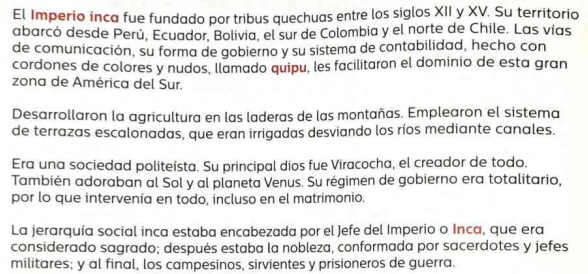 El Imperio inca fue fundado por tribus quechuas entre los siglos XII y XV. Su territorio
abarcó desde Perú, Ecuador, Bolivia, el sur de Colombia y el norte de Chile. Las vías
de comunicación, su forma de gobierno y su sistema de contabilidad, hecho con
cordones de colores y nudos, llamado quipu, les facilitaron el dominio de esta gran
zona de América del Sur.
Desarrollaron la agricultura en las laderas de las montañas. Emplearon el sistema
de terrazas escalonadas, que eran irrigadas desviando los ríos mediante canales.
Era una sociedad politeísta. Su principal dios fue Viracocha, el creador de todo.
También adoraban al Sol y al planeta Venus. Su régimen de gobierno era totalitario,
por lo que intervenía en todo, incluso en el matrimonio.
La jerarquía social inca estaba encabezada por el Jefe del Imperio o Inca, que era
considerado sagrado; después estaba la nobleza, conformada por sacerdotes y jefes
militares; y al final, los campesinos, sirvientes y prisioneros de guerra.